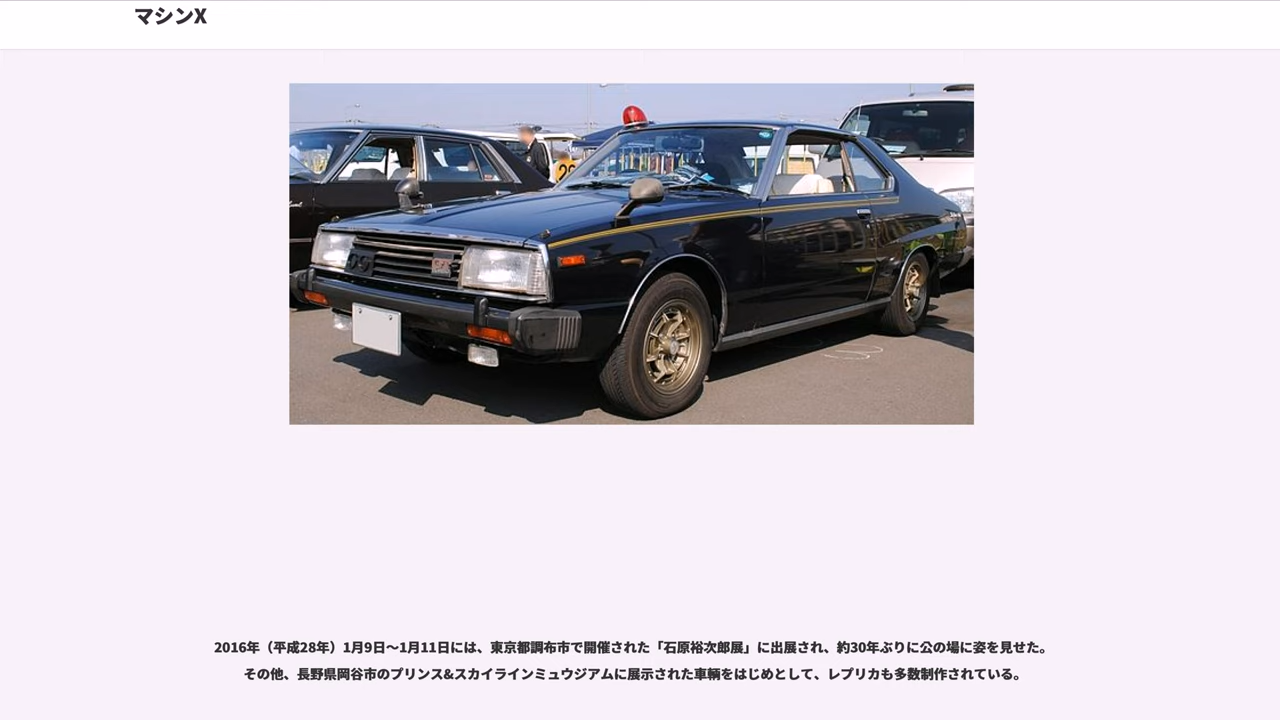 マシンX
2016年（平成28年）1月9日〜1月11日には、東京都調布市で開催された「石原裕次郎展」に出展され、約30年ぶりに公の場に姿を見せた。
その他、長野県岡谷市のプリンス&スカイラインミュウジアムに展示された車輌をはじめとして、レプリカも多数制作されている。